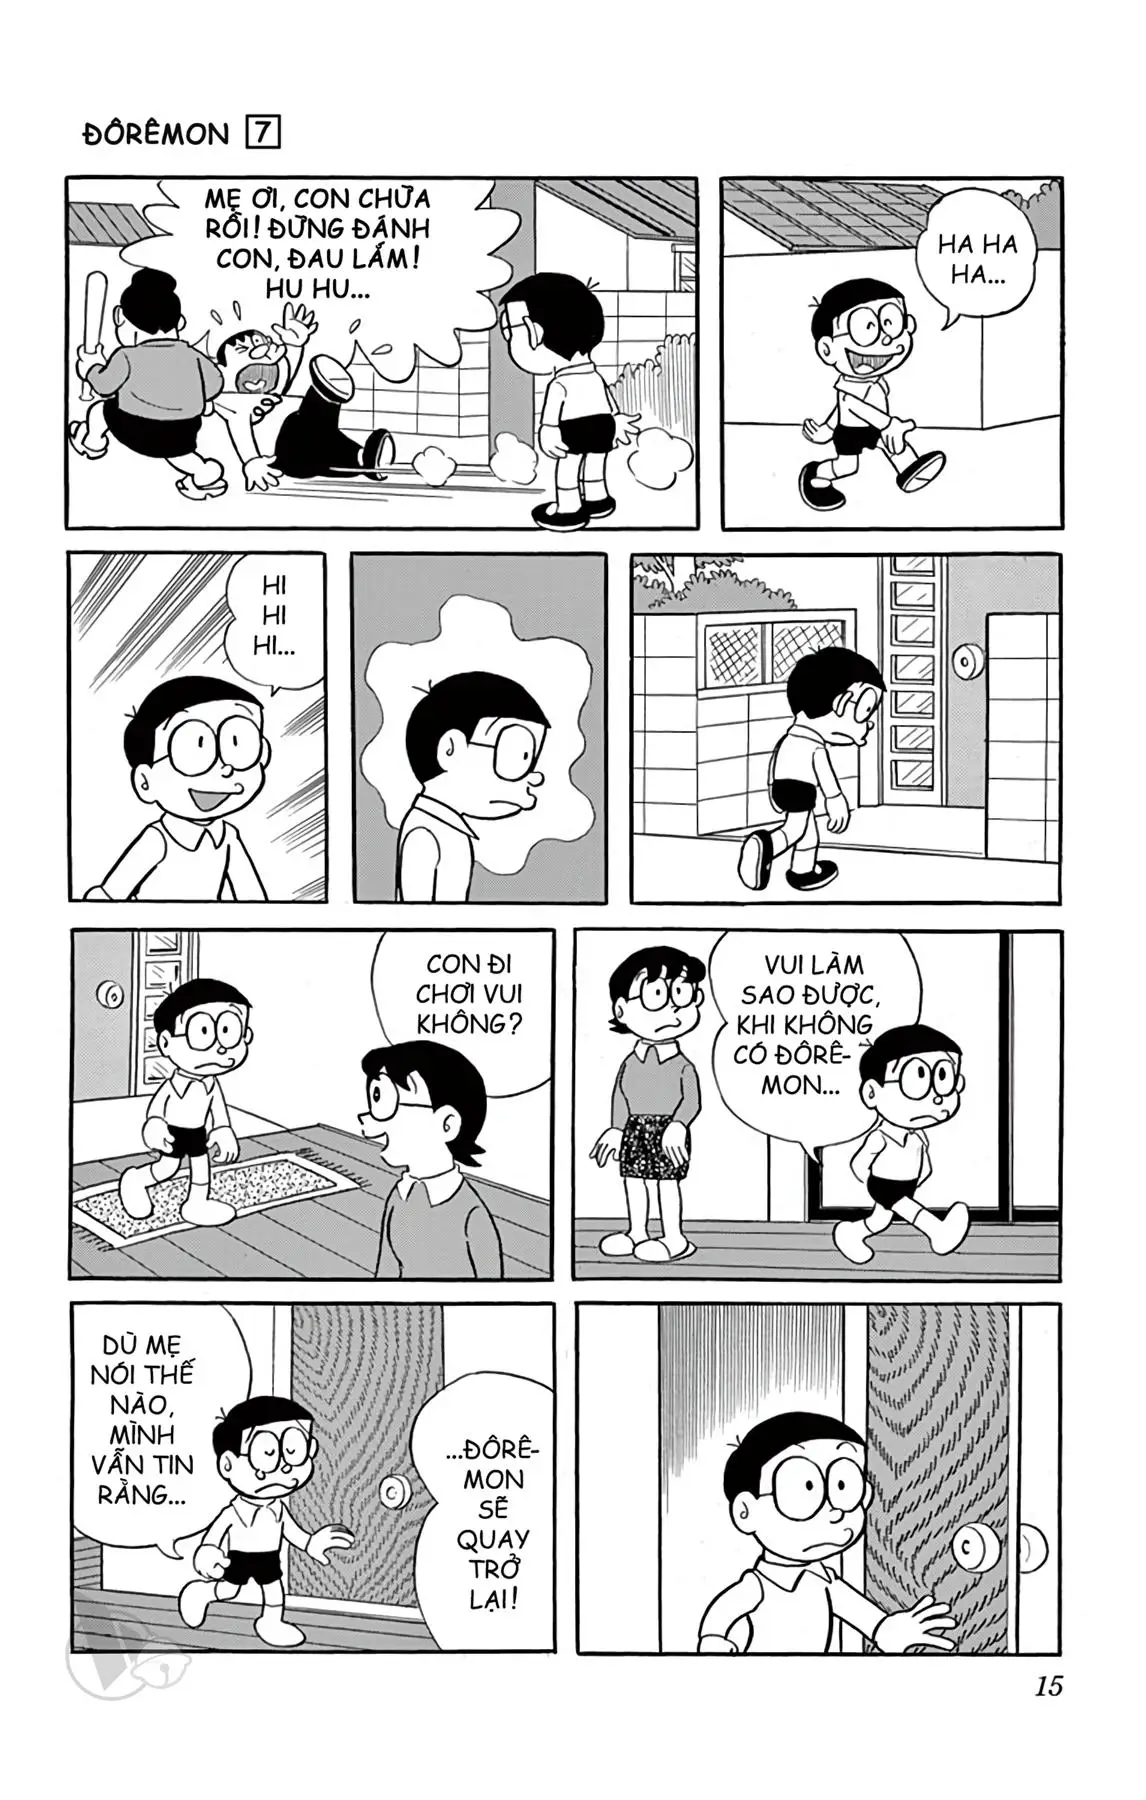 ĐÔRÊMON 7
MẸ ƠI, CON CHỪA
RỒI! ĐỪNG ĐÁNH
CON, ĐAU LẮM!
HU HU...
HA HA
HA...
HI
HI
HI...
CON ĐI
CHƠI VUI
KHÔNG?
VUI LÀM
SAO ĐƯỢC,
KHI KHÔNG
CÓ ĐÔRÊ-
MON...
DÙ MẸ
NÓI THẾ
NÀO,
MÌNH
VẪN TIN
RẰNG...
...ĐÔRÊ-
MON SẼ
QUAY
TRỞ
LẠI!
15